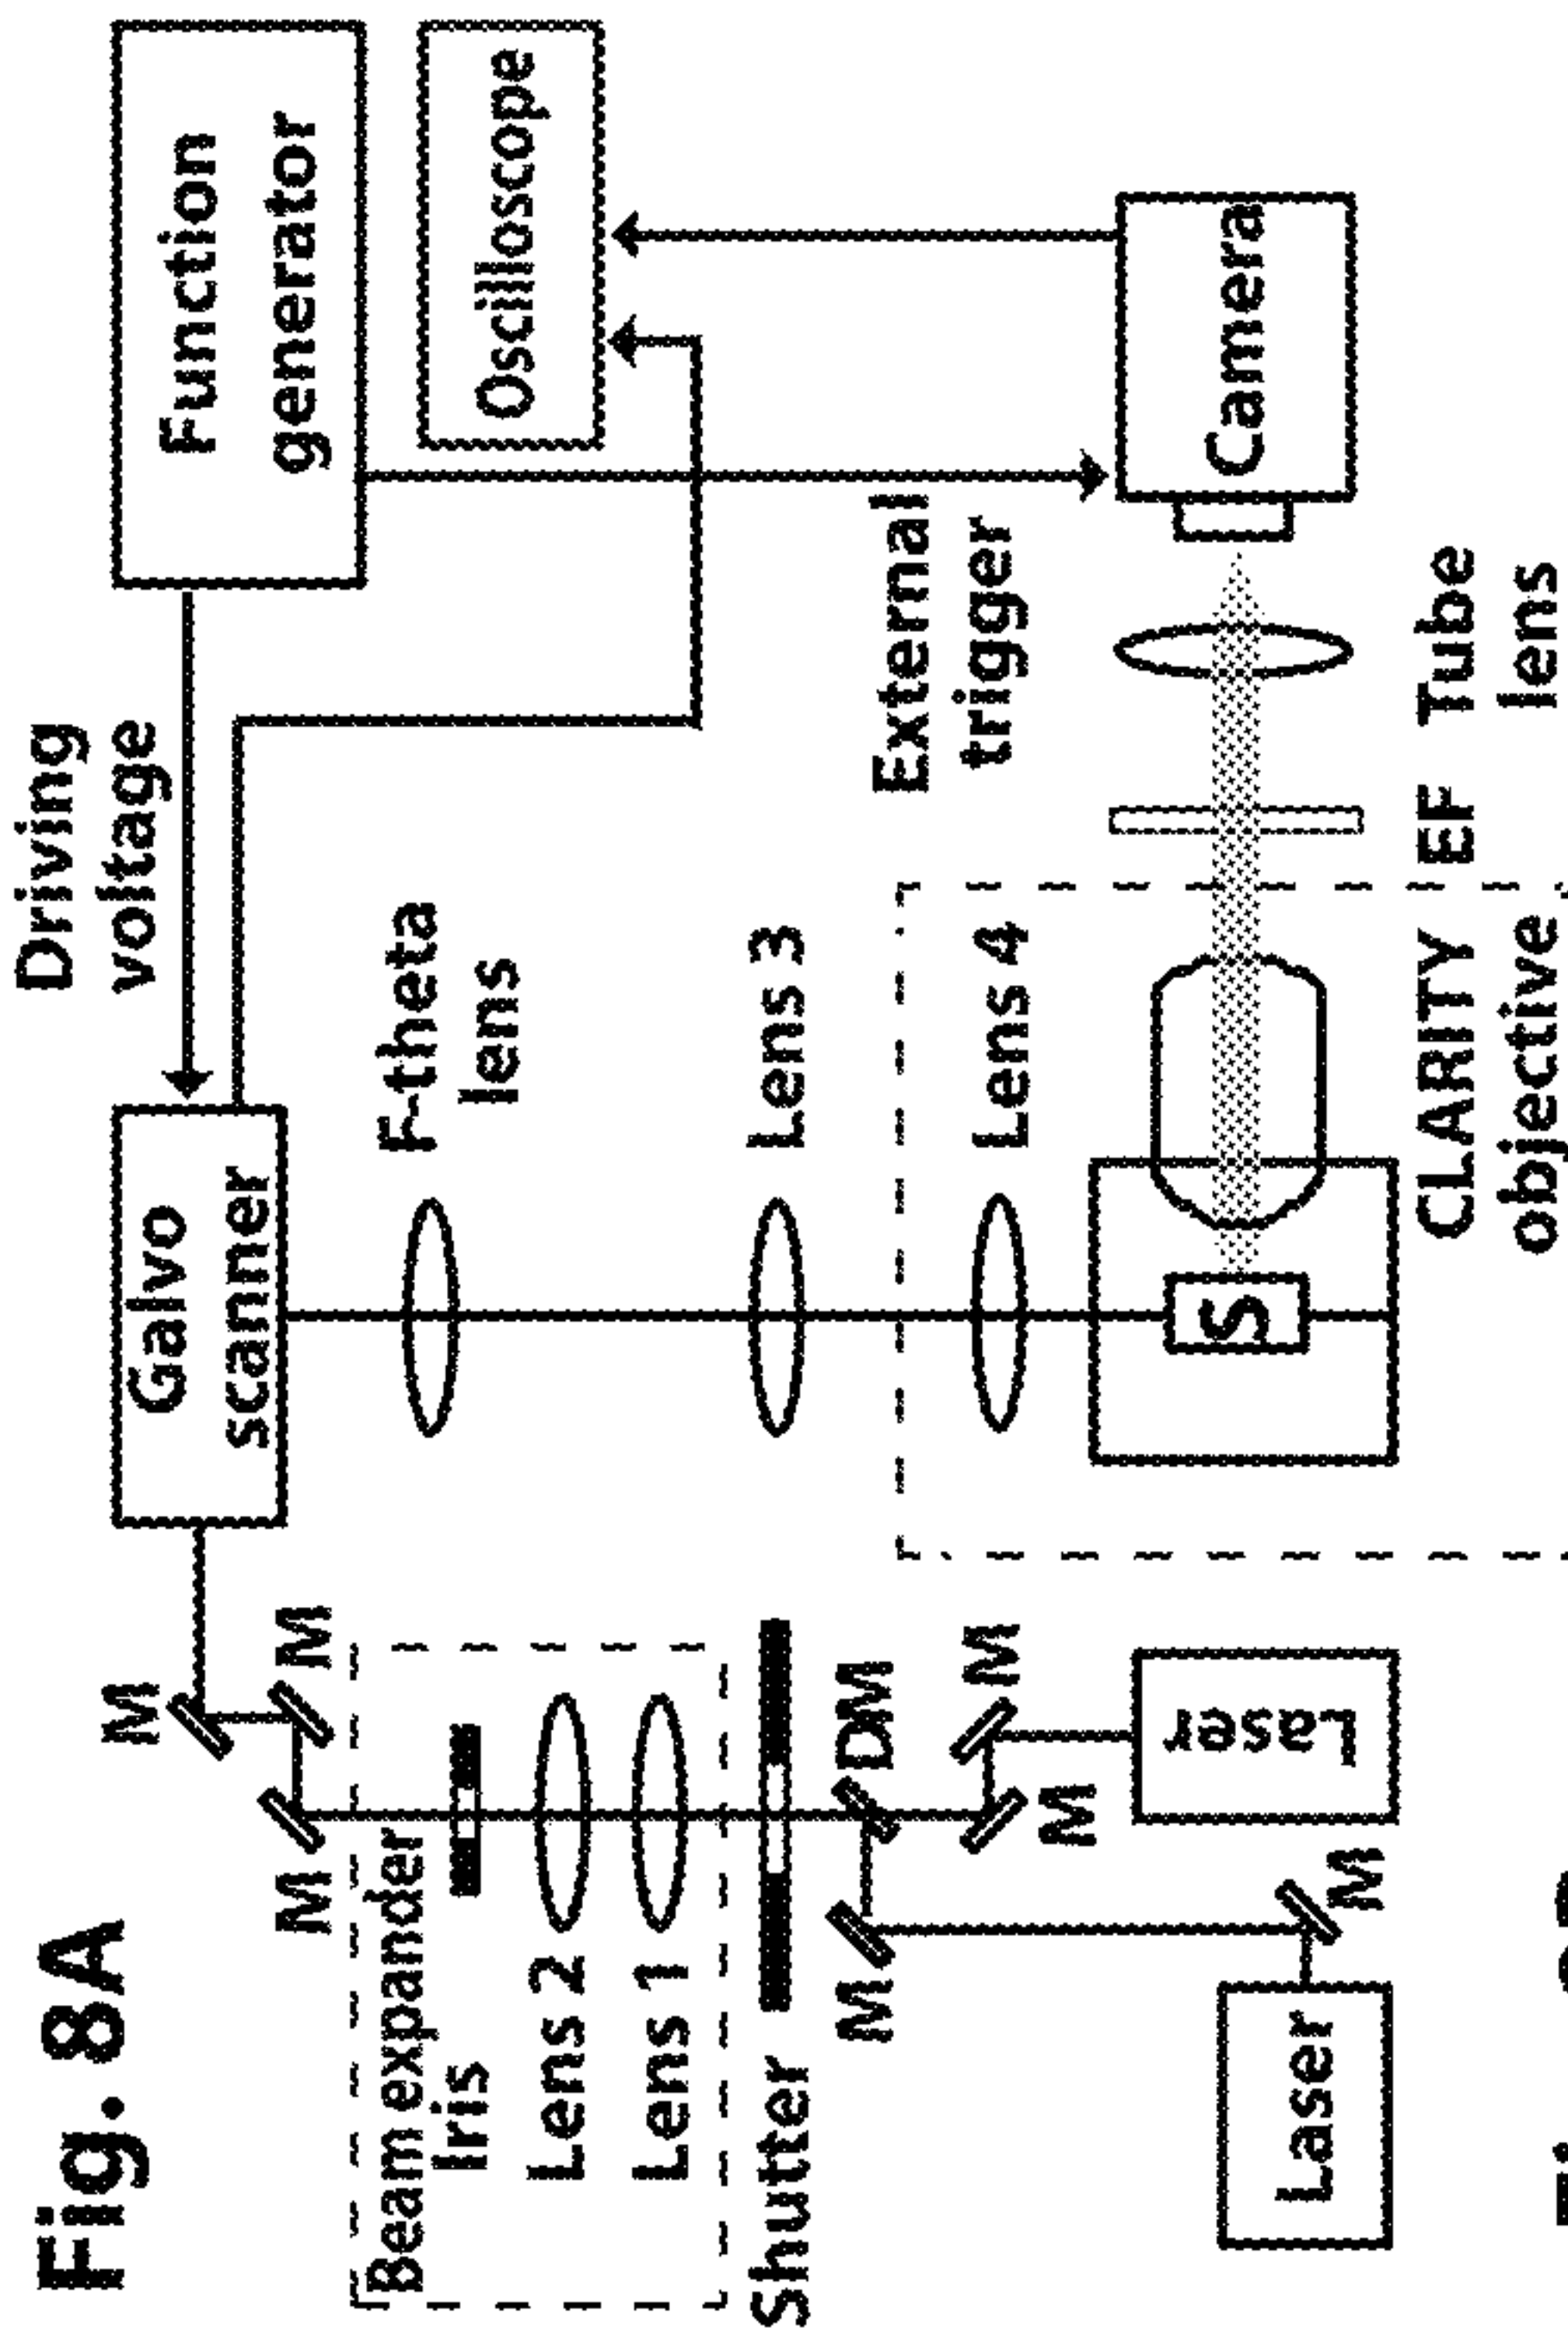 Fig. 8A
Driving
voltage
Function
generator
Galvo
scanner
Oscilloscope
M
M
M
Beam expander
Iris
Lens 2
Lens 1
F-theta
lens
Lens 3
Shutter
External
trigger
DM
M
M
M
Lens 4
Laser
Laser
M
S
Camera
CLARITY
objective
EF
Tube
lens